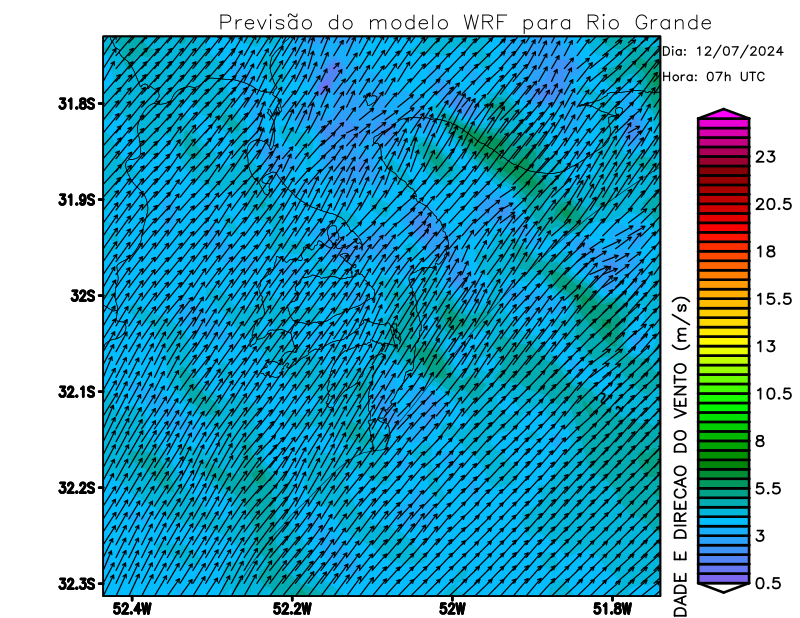 Previsão do modelo WRF para Rio Grande
Dia: 12/07/2024
Hora: 07h UTC
31.8S
31.9S
32S
32.1S
32.2S
32.3S
52.4W
52.2W
52W
51.8W
DADE E DIRECAO DO VENTO (m/s)
23
20.5
18
15.5
13
10.5
8
5.5
3
0.5